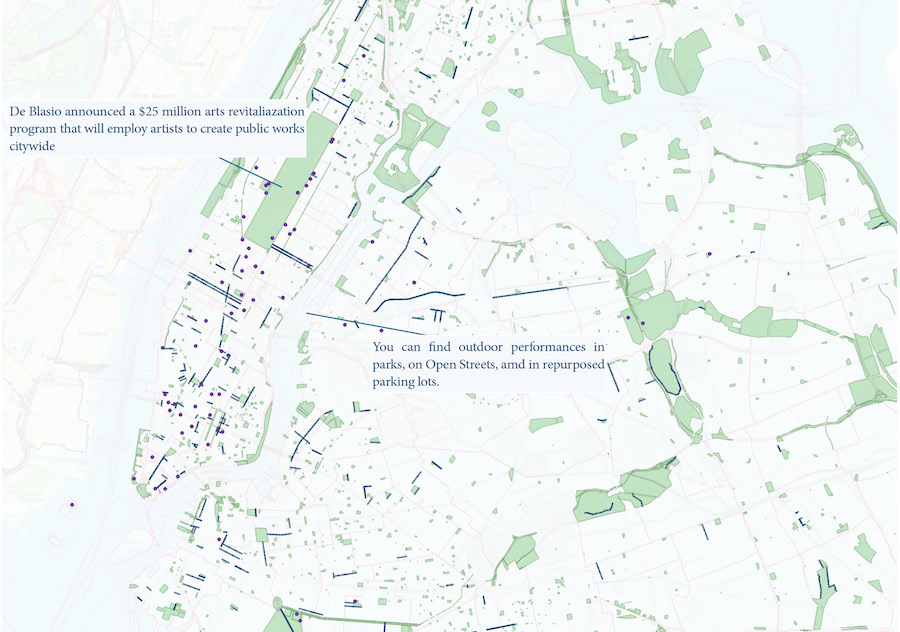 De Blasio announced a $25 million arts revitaliazation
program that will employ artists to create public works
citywide
You can find outdoor performances in
parks, on Open Streets, amd in repurposed
parking lots.